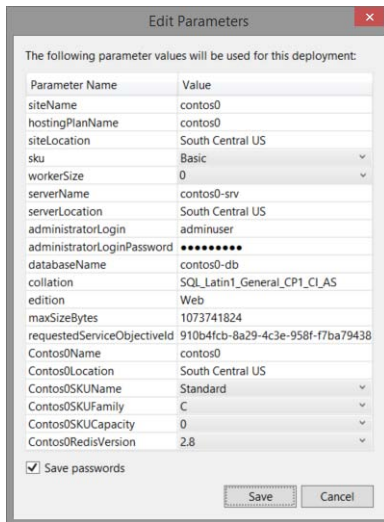 Edit Parameters
The following parameter values will be used for this deployment:
Parameter Name Value
siteName contos0
hostingPlanName contos0
siteLocation South Central US
sku Basic
workerSize 0
serverName contos0-srv
serverLocation South Central US
administratorLogin adminuser
administratorLoginPassword ●●●●●●●●●
databaseName contos0-db
collation SQL_Latin1_General_CP1_CI_AS
edition Web
maxSizeBytes 1073741824
requestedServiceObjectiveId 910b4fcb-8a29-4c3e-958f-f7ba79438
Contos0Name contos0
Contos0Location South Central US
Contos0SKUName Standard
Contos0SKUFamily C
Contos0SKUCapacity 0
Contos0RedisVersion 2.8
Save passwords
Save Cancel